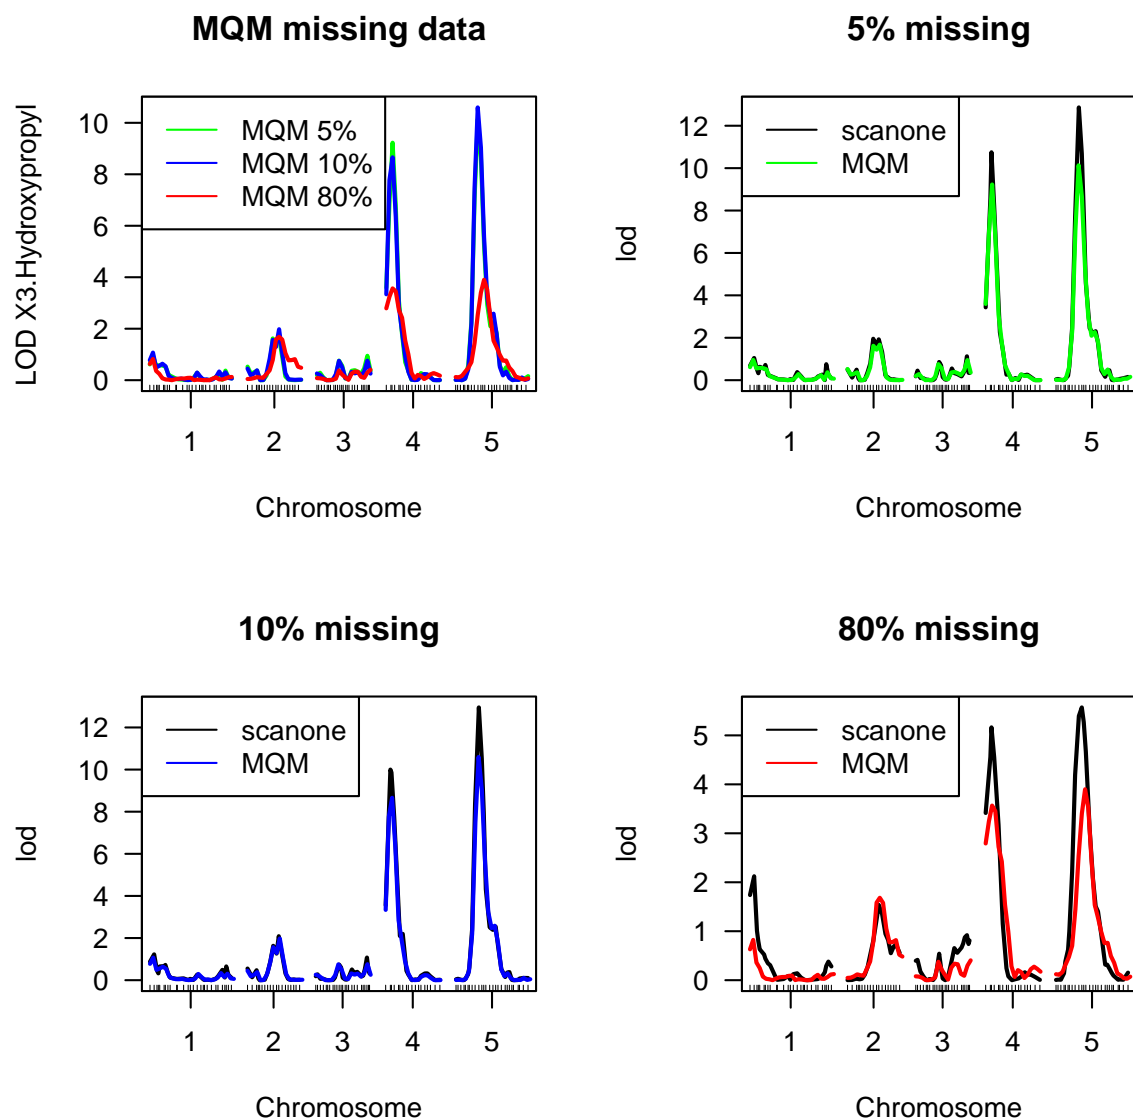 MQM missing data
LOD X3.Hydroxypropyl
10
8
6
4
2
0
MQM 5%
MQM 10%
MQM 80%
1 2 3 4 5
Chromosome
5% missing
lod
12
10
8
6
4
2
0
scanone
MQM
1 2 3 4 5
Chromosome
10% missing
lod
12
10
8
6
4
2
0
scanone
MQM
1 2 3 4 5
Chromosome
80% missing
lod
5
4
3
2
1
0
scanone
MQM
1 2 3 4 5
Chromosome